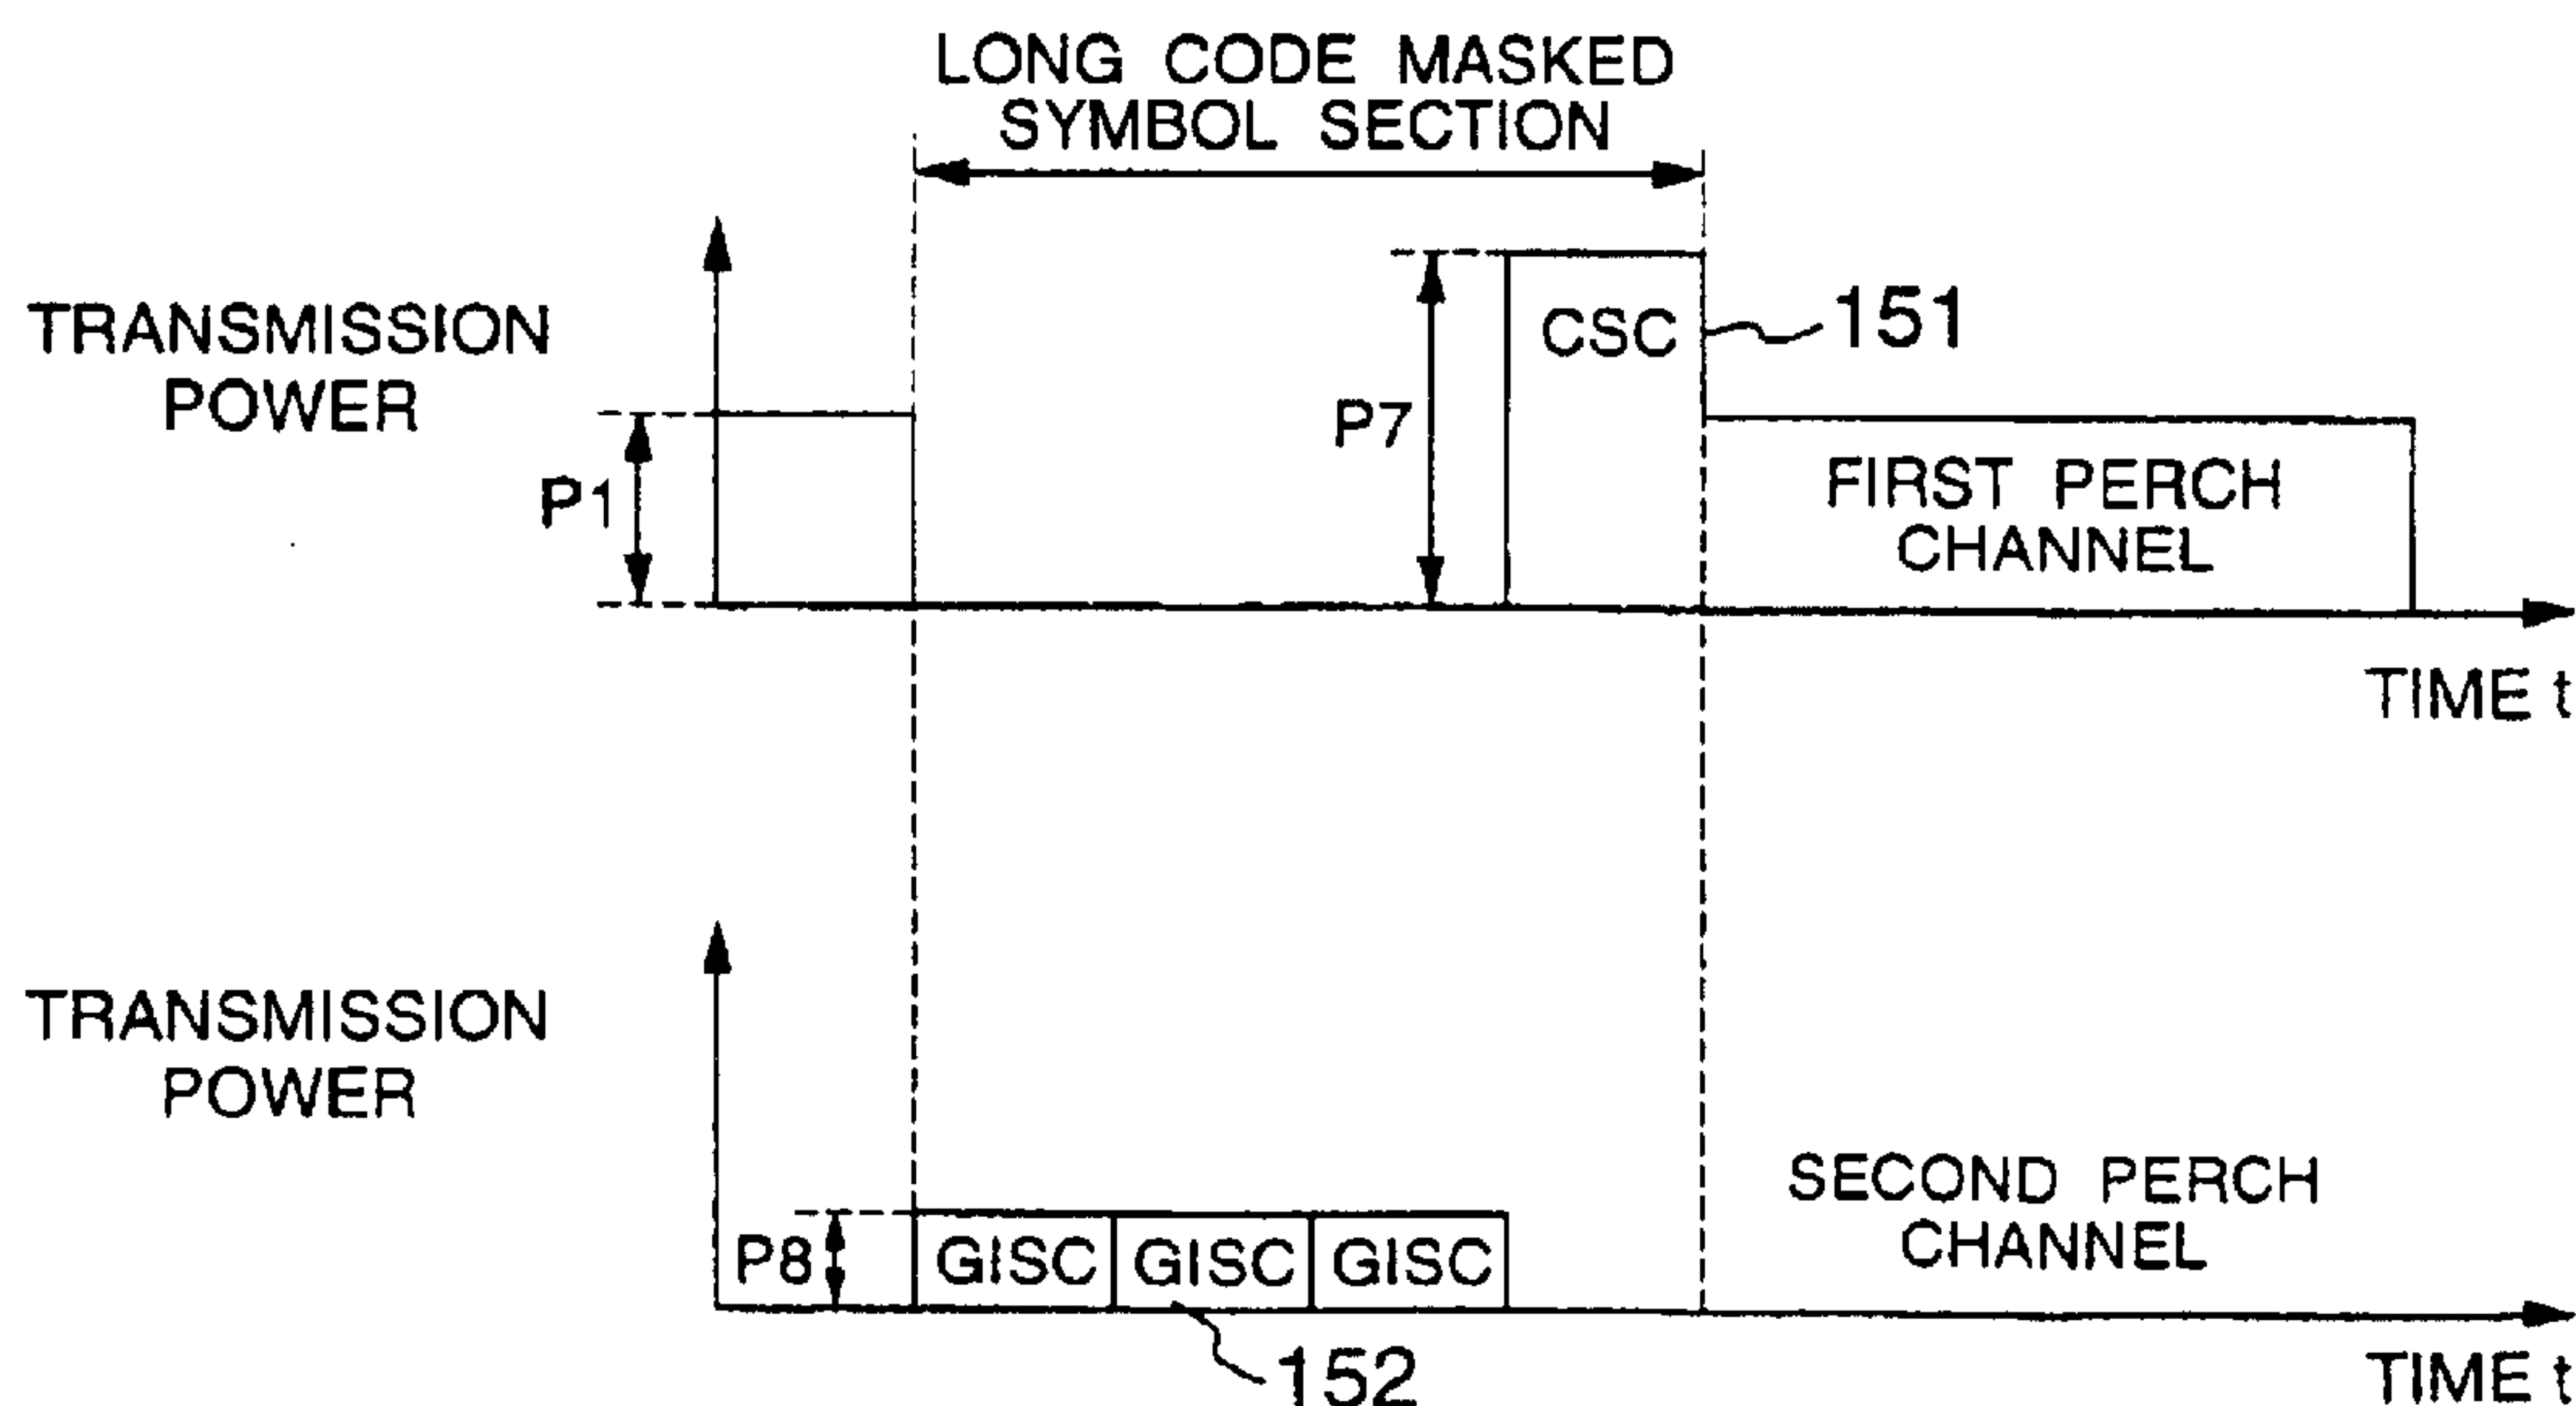 LONG CODE MASKED
SYMBOL SECTION
TRANSMISSION
POWER
P1
P7
CSC
151
FIRST PERCH
CHANNEL
TIME t
TRANSMISSION
POWER
P8
GISC GISC GISC
152
SECOND PERCH
CHANNEL
TIME t